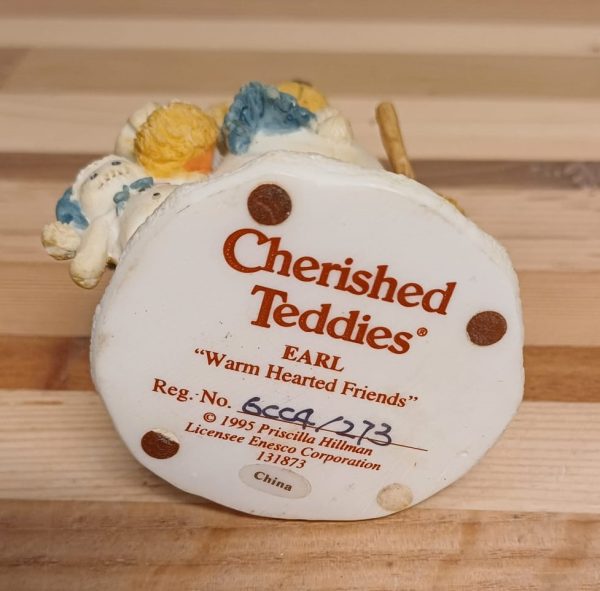 Cherished
Teddies®
EARL
“Warm Hearted Friends”
Reg. No. 6CC4/273
© 1995 Priscilla Hillman
Licensee Enesco Corporation
131873
China